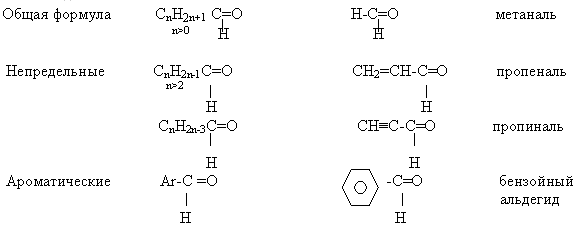 Общая формула CₙH₂ₙ₊₁ C=O H-C=O метаналь
n>0 H H
Непредельные CₙH₂ₙ₋₁C=O CH₂=CH-C=O пропеналь
n>2
H H
CₙH₂ₙ₋₃C=O CH≡C-C=O пропиналь
H H
Ароматические Ar-C=O -C=O бензойный
альдегид
H H